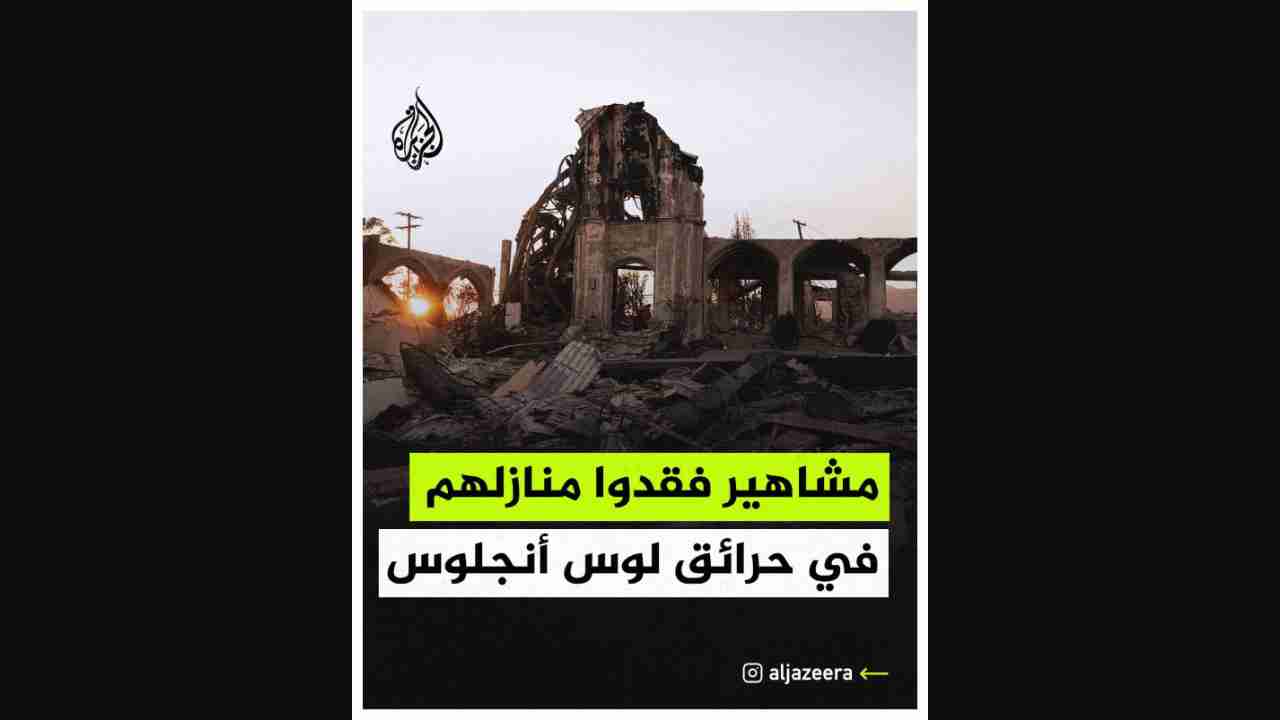 الجزيرة
مشاهير فقدوا منازلهم
في حرائق لوس أنجلوس
aljazeera